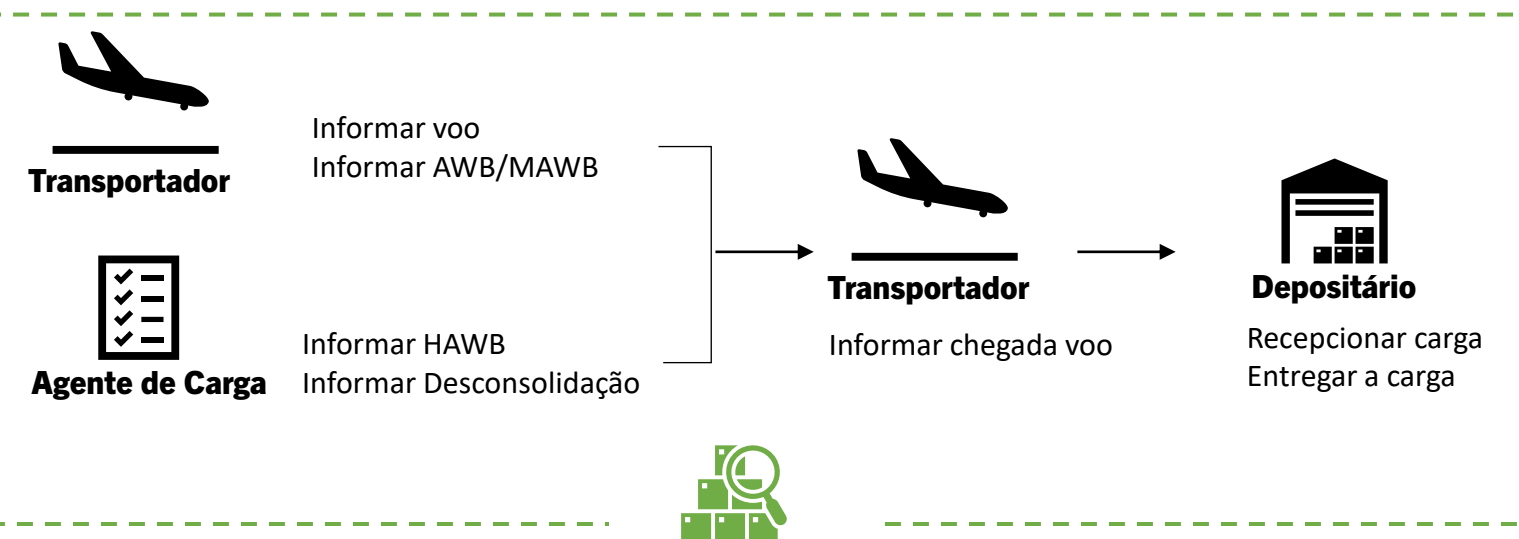 Transportador
Informar voo
Informar AWB/MAWB
Agente de Carga
Informar HAWB
Informar Desconsolidação
Transportador
Informar chegada voo
Depositário
Recepcionar carga
Entregar a carga